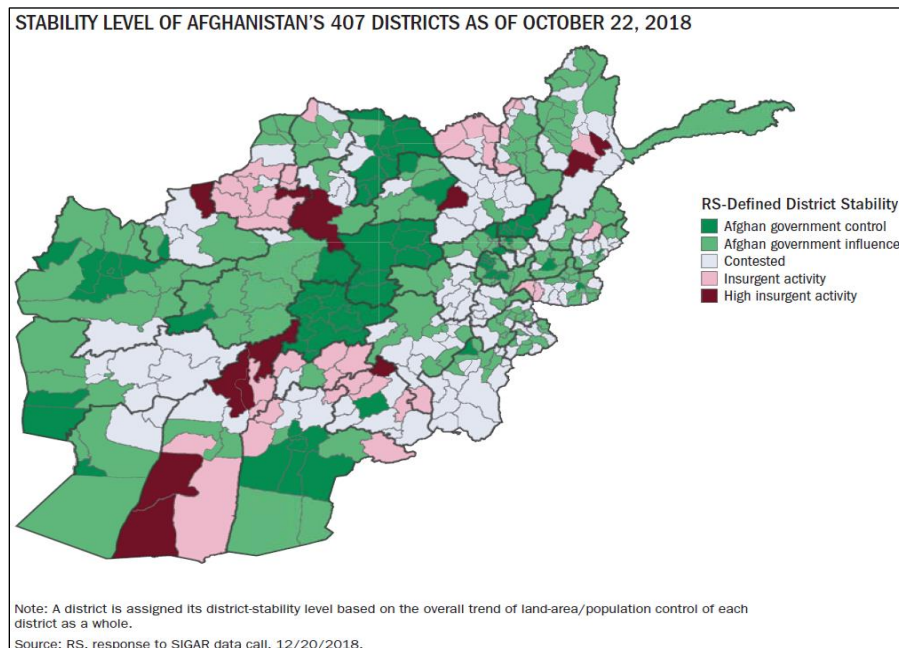 STABILITY LEVEL OF AFGHANISTAN'S 407 DISTRICTS AS OF OCTOBER 22, 2018
RS-Defined District Stability
Afghan government control
Afghan government influence
Contested
Insurgent activity
High insurgent activity
Note: A district is assigned its district-stability level based on the overall trend of land-area/population control of each
district as a whole.
Source: RS, response to SIGAR data call, 12/20/2018.